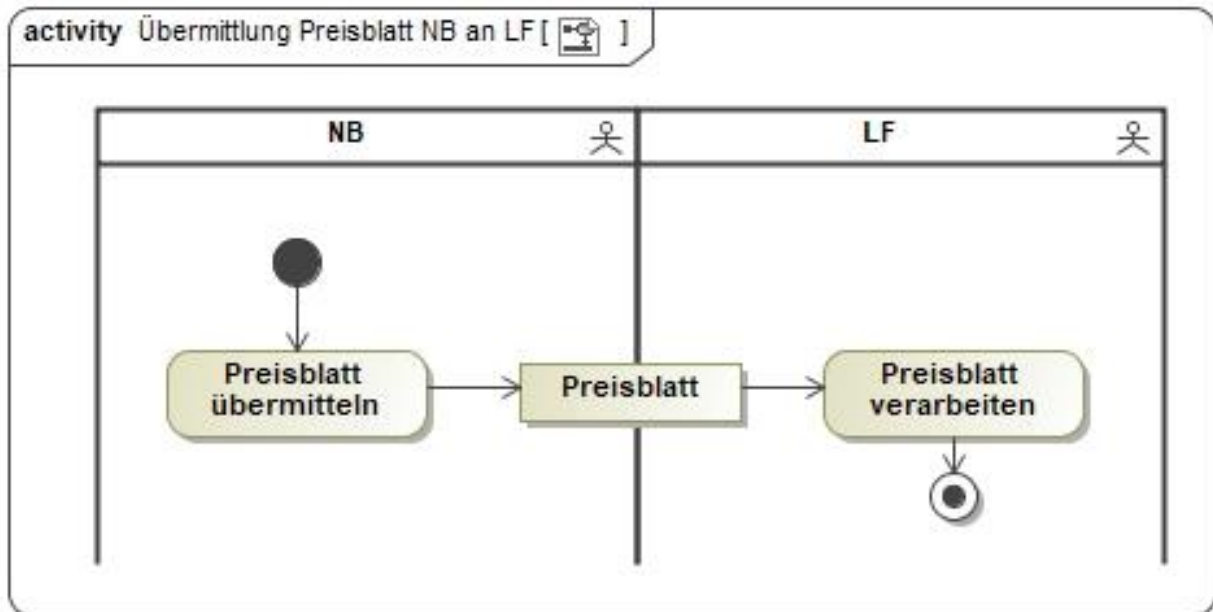 activity Übermittlung Preisblatt NB an LF [ ]
NB
LF
Preisblatt
übermitteln
Preisblatt
Preisblatt
verarbeiten